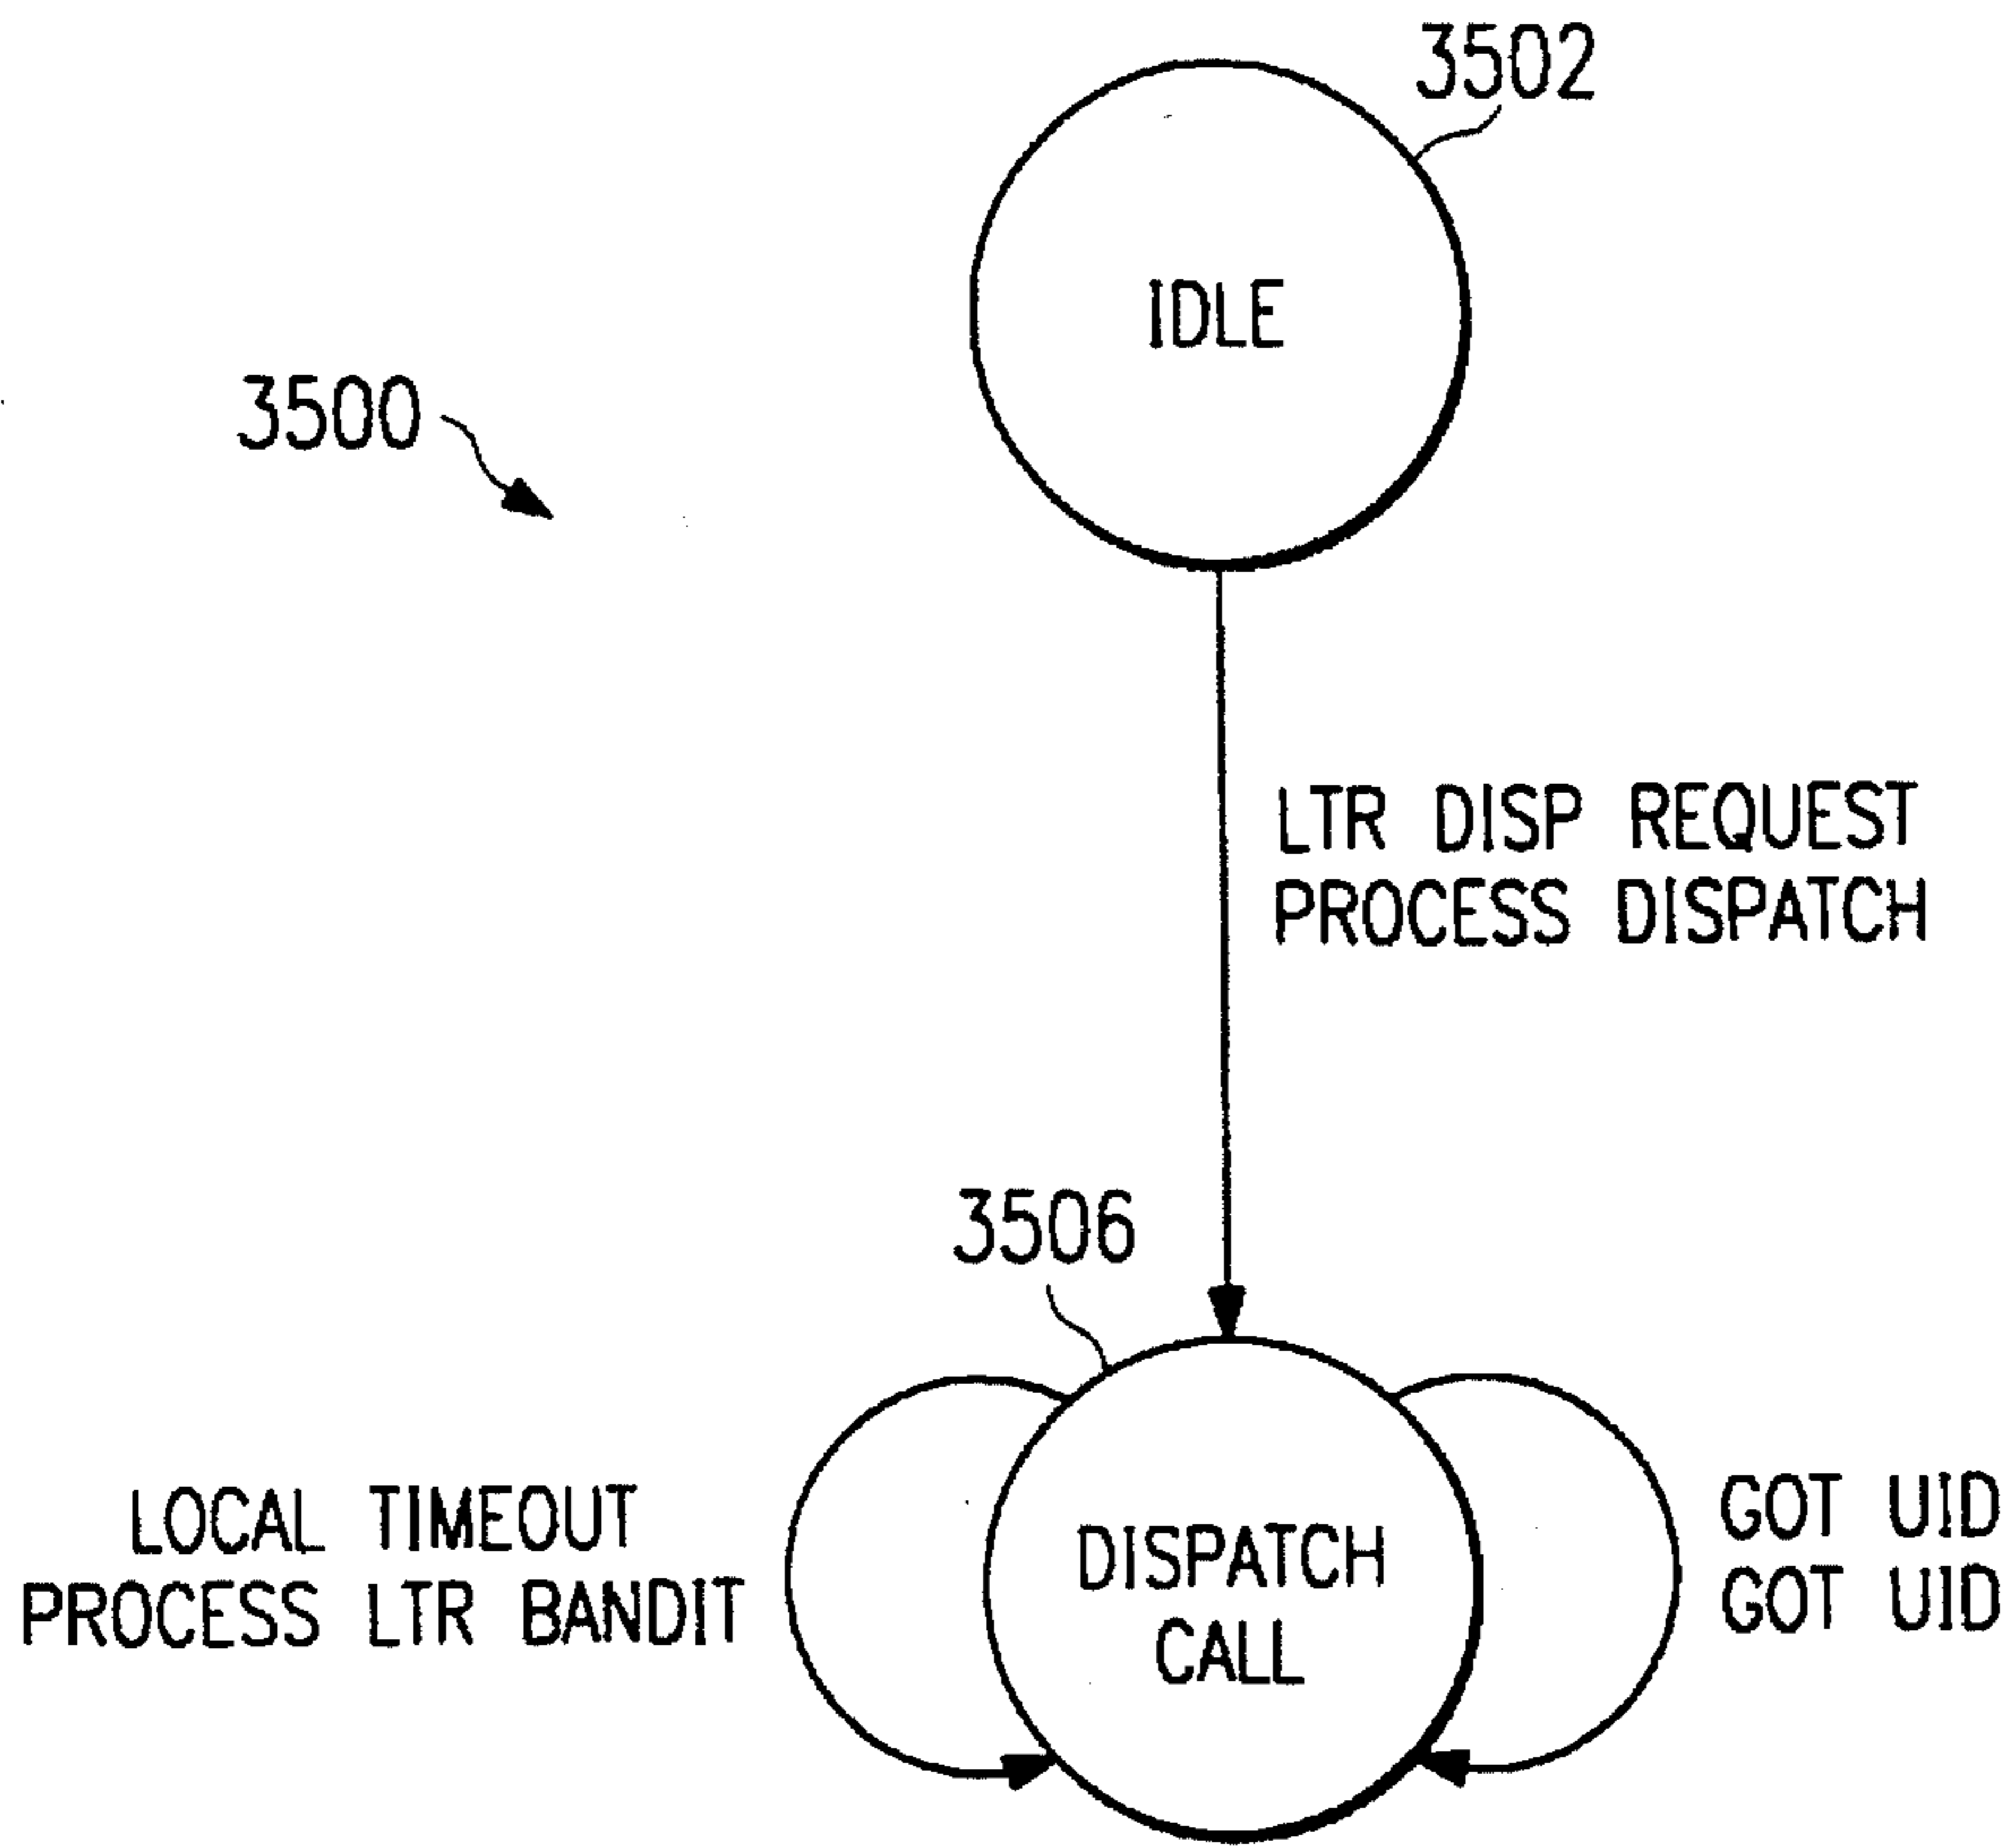 3502
IDLE
3500
LTR DISP REQUEST
PROCESS DISPATCH
3506
LOCAL TIMEOUT
PROCESS LTR BANDIT
DISPATCH
CALL
GOT UID
GOT UID